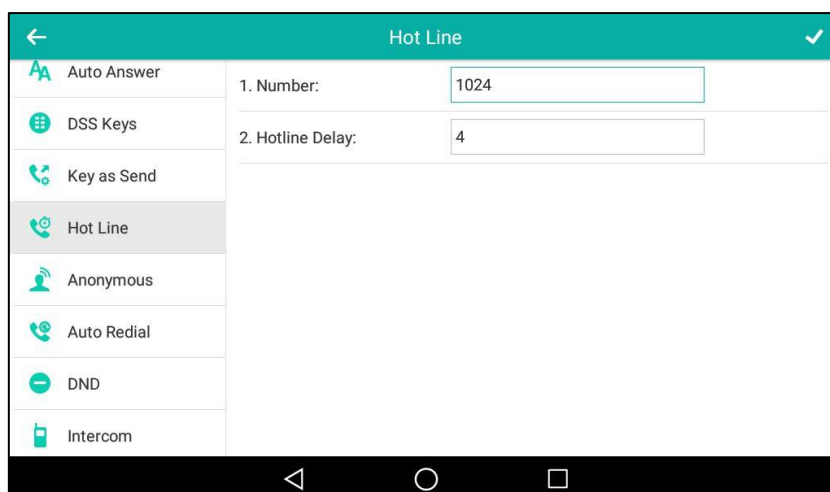 Hot Line
AA Auto Answer
DSS Keys
Key as Send
Hot Line
Anonymous
Auto Redial
DND
Intercom
1. Number: 1024
2. Hotline Delay: 4